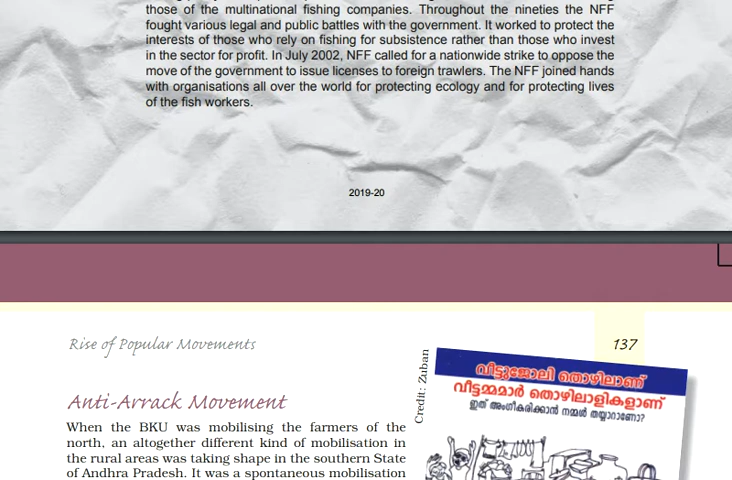 those of the multinational fishing companies. Throughout the nineties the NFF
fought various legal and public battles with the government. It worked to protect the
interests of those who rely on fishing for subsistence rather than those who invest
in the sector for profit. In July 2002, NFF called for a nationwide strike to oppose the
move of the government to issue licenses to foreign trawlers. The NFF joined hands
with organisations all over the world for protecting ecology and for protecting lives
of the fish workers.
2019-20
Rise of Popular Movements
137
Anti-Arrack Movement
When the BKU was mobilising the farmers of the
north, an altogether different kind of mobilisation in
the rural areas was taking shape in the southern State
of Andhra Pradesh. It was a spontaneous mobilisation
Credit: Zuban
വീട്ടുജോലി തൊഴിലാണ്
വീട്ടമ്മമാർ തൊഴിലാളികളാണ്
ഇത് അംഗീകരിക്കാൻ നമ്മൾ തയ്യാറാണോ?